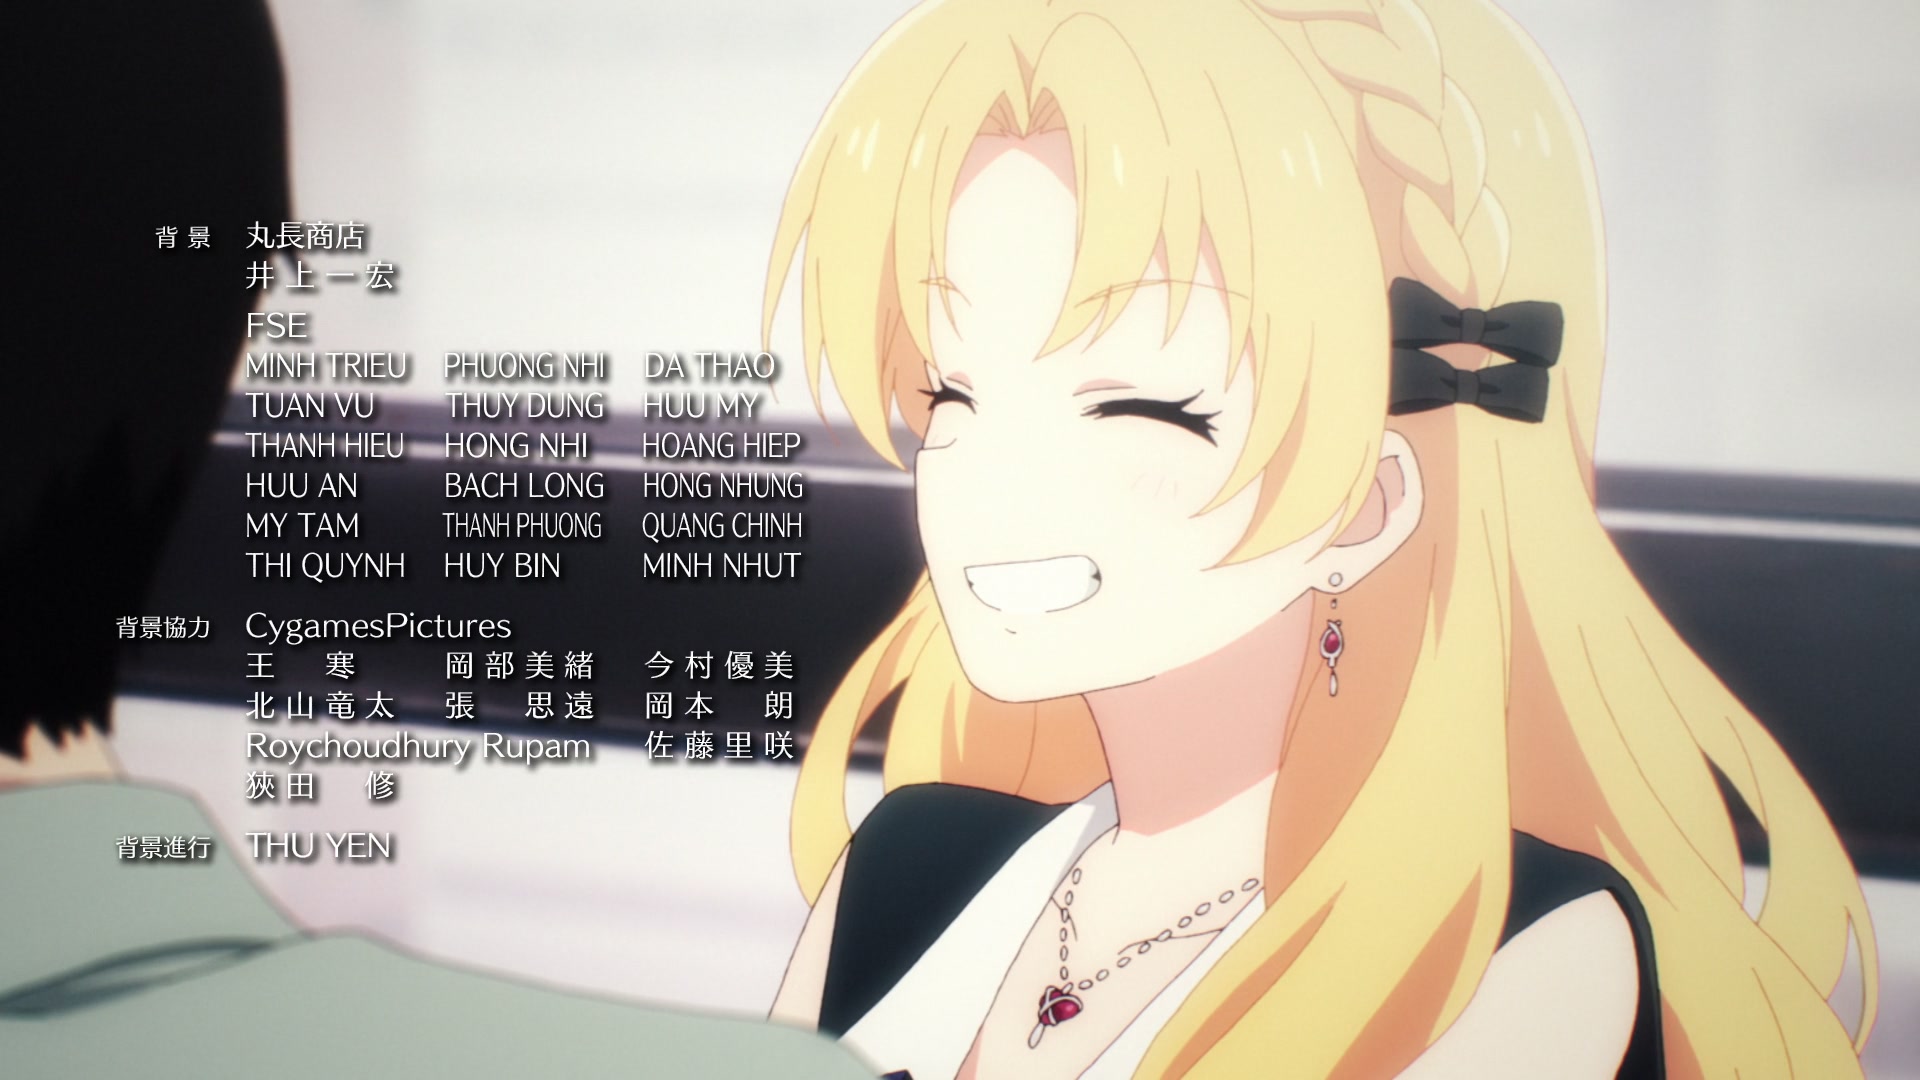 背景 丸長商店
井上一宏
FSE
MINH TRIEU PHUONG NHI DA THAO
TUAN VU THUY DUNG HUU MY
THANH HIEU HONG NHI HOANG HIEP
HUU AN BACH LONG HONG NHUNG
MY TAM THANH PHUONG QUANG CHINH
THI QUYNH HUY BIN MINH NHUT
背景協力 CygamesPictures
王寒 岡部美緒 今村優美
北山竜太 張思遠 岡本朗
Roychoudhury Rupam 佐藤里咲
狹田修
背景進行 THU YEN